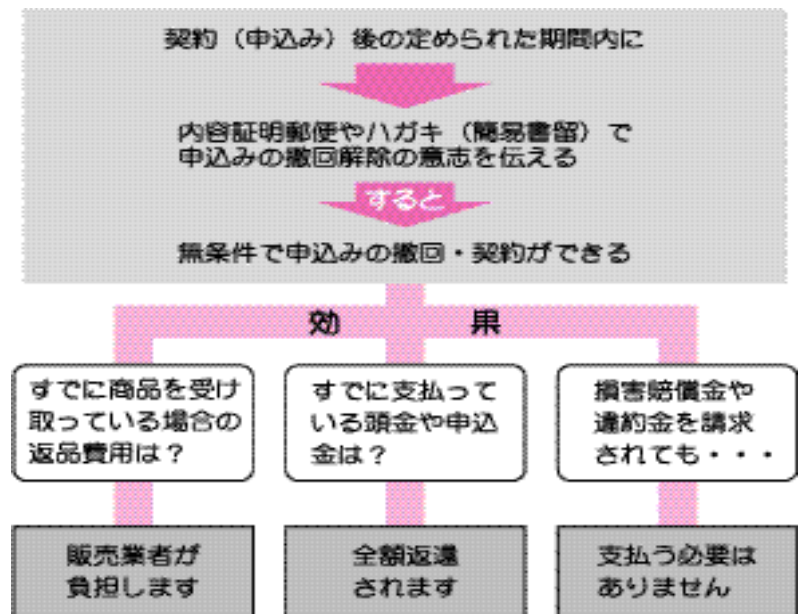 契約（申込み）後の定められた期間内に
内容証明郵便やハガキ（簡易書留）で
申込みの撤回解除の意志を伝える
すると
無条件で申込みの撤回・契約ができる
効果
すでに商品を受け
取っている場合の
返品費用は？
すでに支払って
いる頭金や申込
金は？
損害賠償金や
違約金を請求
されても・・・
販売業者が
負担します
全額返還
されます
支払う必要は
ありません